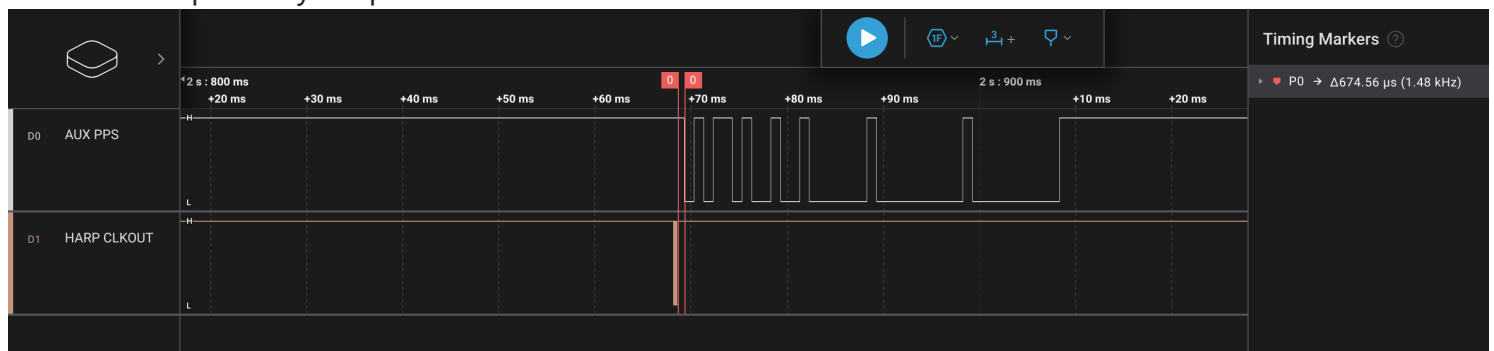 1F
3
+
Timing Markers ?
2 s : 800 ms
0
0
2 s : 900 ms
P0 → Δ674.56 µs (1.48 kHz)
+20 ms
+30 ms
+40 ms
+50 ms
+60 ms
+70 ms
+80 ms
+90 ms
+10 ms
+20 ms
H
D0 AUX PPS
L
H
D1 HARP CLKOUT
L